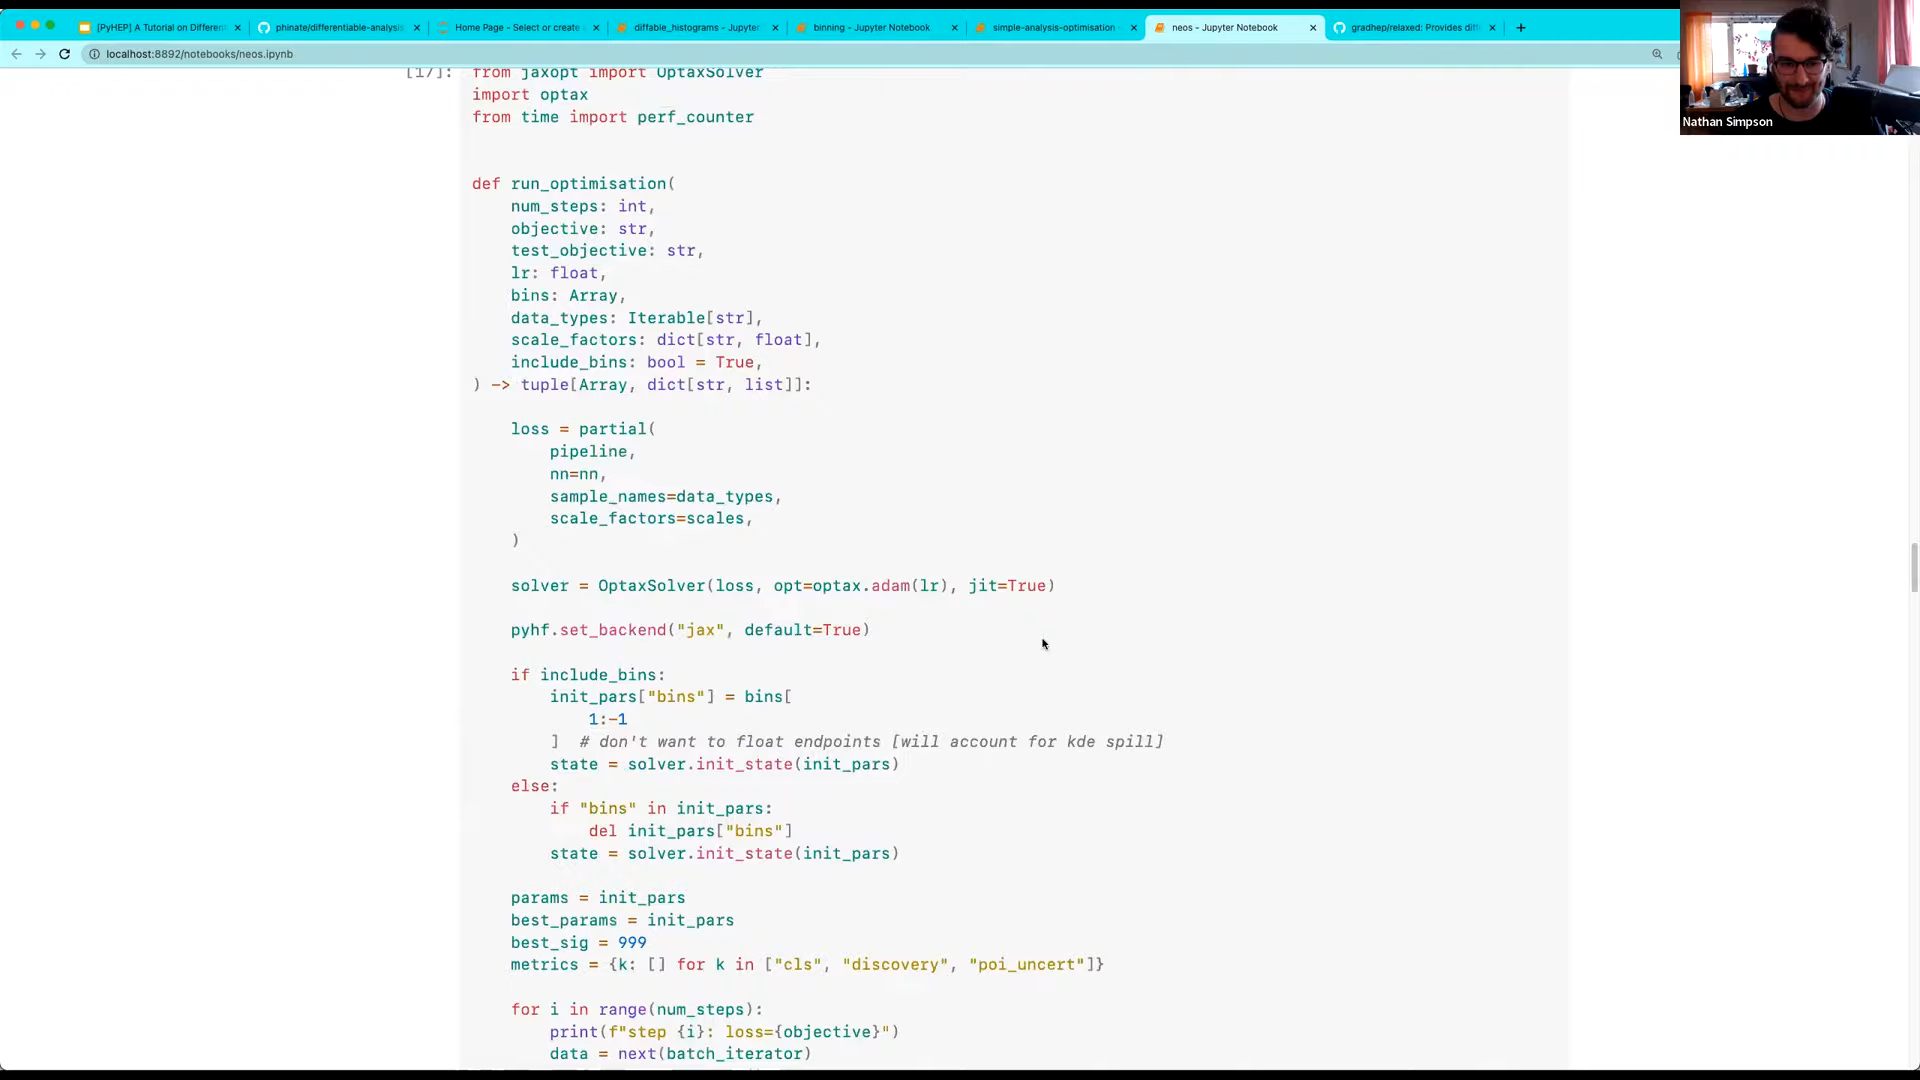 [PyHEP] A Tutorial on Different
phinate/differentiable-analysis
Home Page - Select or create
diffable_histograms - Jupyter
binning - Jupyter Notebook
simple-analysis-optimisation
neos - Jupyter Notebook
gradhep/relaxed: Provides diff
localhost:8892/notebooks/neos.ipynb
Nathan Simpson
[17]:
from jaxopt import OptaxSolver
import optax
from time import perf_counter
def run_optimisation(
    num_steps: int,
    objective: str,
    test_objective: str,
    lr: float,
    bins: Array,
    data_types: Iterable[str],
    scale_factors: dict[str, float],
    include_bins: bool = True,
) -> tuple[Array, dict[str, list]]:
    loss = partial(
        pipeline,
        nn=nn,
        sample_names=data_types,
        scale_factors=scales,
    )
    solver = OptaxSolver(loss, opt=optax.adam(lr), jit=True)
    pyhf.set_backend("jax", default=True)
    if include_bins:
        init_pars["bins"] = bins[
            1:-1
        ]  # don't want to float endpoints [will account for kde spill]
        state = solver.init_state(init_pars)
    else:
        if "bins" in init_pars:
            del init_pars["bins"]
        state = solver.init_state(init_pars)
    params = init_pars
    best_params = init_pars
    best_sig = 999
    metrics = {k: [] for k in ["cls", "discovery", "poi_uncert"]}
    for i in range(num_steps):
        print(f"step {i}: loss={objective}")
        data = next(batch_iterator)